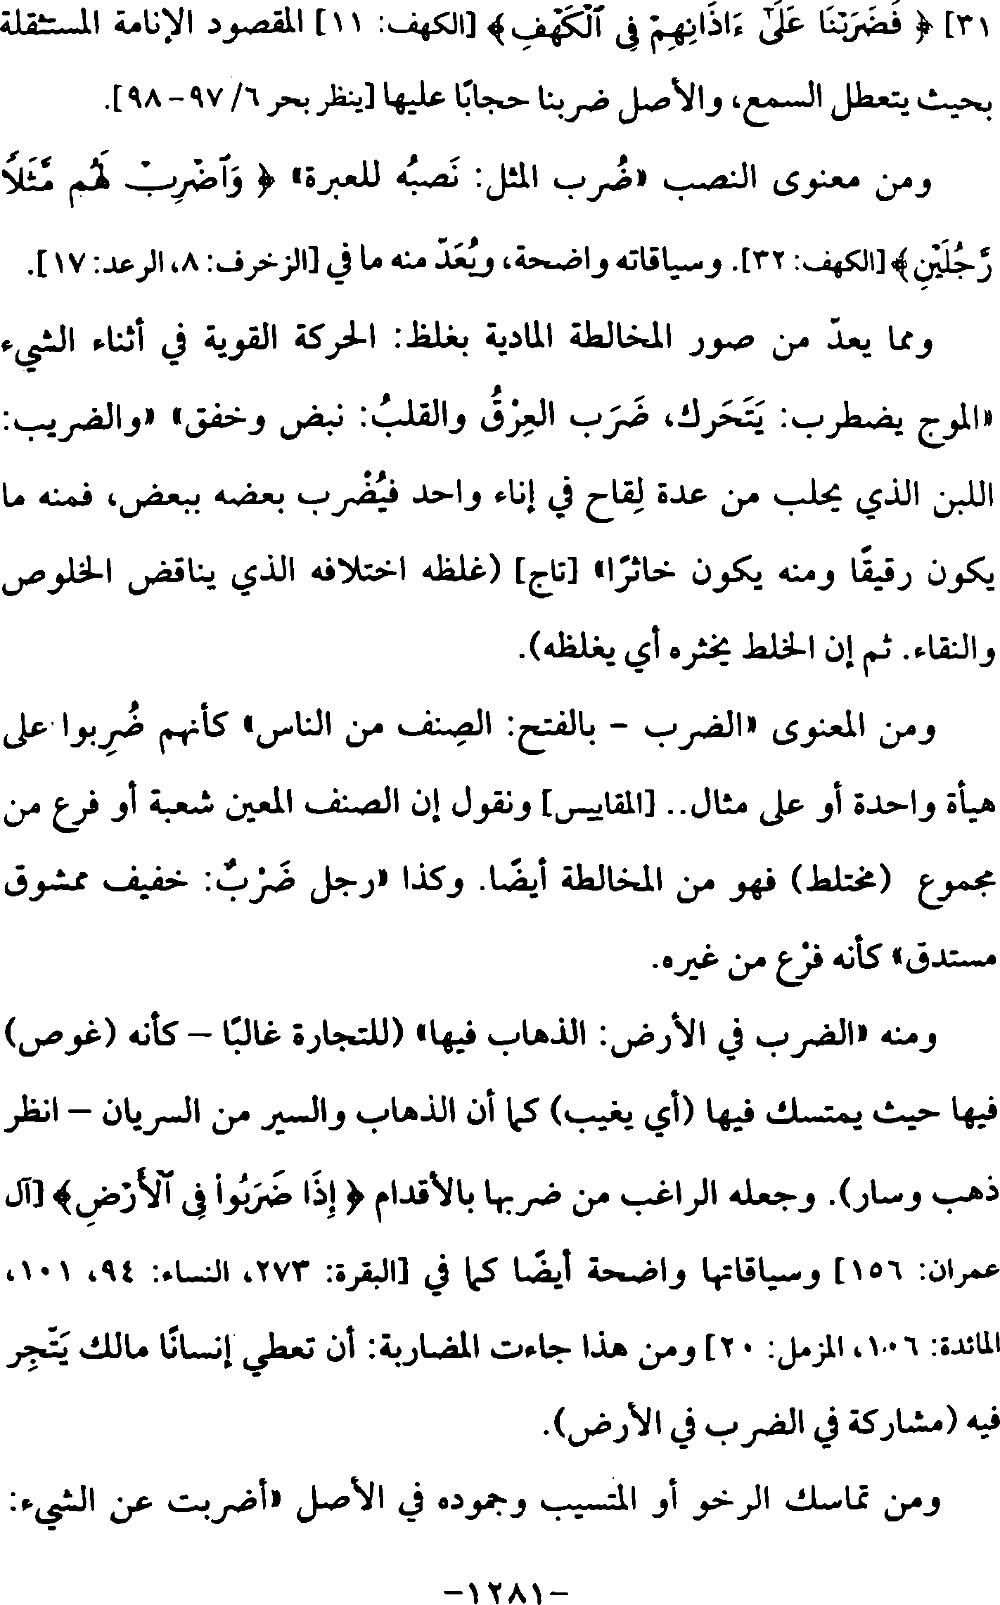 ٣١] ﴿ فَضَرَبْنَا عَلَىٰٓ ءَاذَانِهِمْ فِى ٱلْكَهْفِ﴾ [الكهف: ١١] المقصود الإنامة المستثقلة
بحيث يتعطل السمع، والأصل ضربنا حجابًا عليها [ينظر بحر ٦/ ٩٧ - ٩٨].
ومن معنوى النصب «ضُرب المثل: نَصبُه للعبرة» ﴿ وَٱضْرِبْ لَهُم مَّثَلاً
رَّجُلَيْنِ﴾ [الكهف: ٣٢]. وسياقاته واضحة، ويُعَدّ منه ما في [الزخرف: ٨، الرعد: ١٧].
ومما يعدّ من صور المخالطة المادية بغلظ: الحركة القوية في أثناء الشيء
«الموج يضطرب: يَتَحَرك، ضَرَب العِرْقُ والقلبُ: نبض وخفق» «والضريب:
اللبن الذي يحلب من عدة لِقاح في إناء واحد فيُضْرب بعضه ببعض، فمنه ما
يكون رقيقًا ومنه يكون خاثرًا» [تاج] (غلظه اختلافه الذي يناقض الخلوص
والنقاء. ثم إن الخلط يخثره أي يغلظه).
ومن المعنوى «الضرب - بالفتح: الصِنف من الناس» كأنهم ضُرِبوا على
هيأة واحدة أو على مثال.. [المقاييس] ونقول إن الصنف المعين شعبة أو فرع من
مجموع (مختلط) فهو من المخالطة أيضًا. وكذا «رجل ضَرْبٌ: خفيف ممشوق
مستدق» كأنه فرْع من غيره.
ومنه «الضرب في الأرض: الذهاب فيها» (للتجارة غالبًا – كأنه (غوص)
فيها حيث يمتسك فيها (أي يغيب) كما أن الذهاب والسير من السريان – انظر
ذهب وسار). وجعله الراغب من ضربها بالأقدام ﴿ إِذَا ضَرَبُوا۟ فِى ٱلْأَرْضِ﴾ [آل
عمران: ١٥٦] وسياقاتها واضحة أيضًا كما في [البقرة: ٢٧٣، النساء: ٩٤، ١٠١،
المائدة: ١٠٦، المزمل: ٢٠] ومن هذا جاءت المضاربة: أن تعطي إنسانًا مالك يَتّجِر
فيه (مشاركة في الضرب في الأرض).
ومن تماسك الرخو أو المتسيب وجموده في الأصل «أضربت عن الشيء:
-١٢٨١-